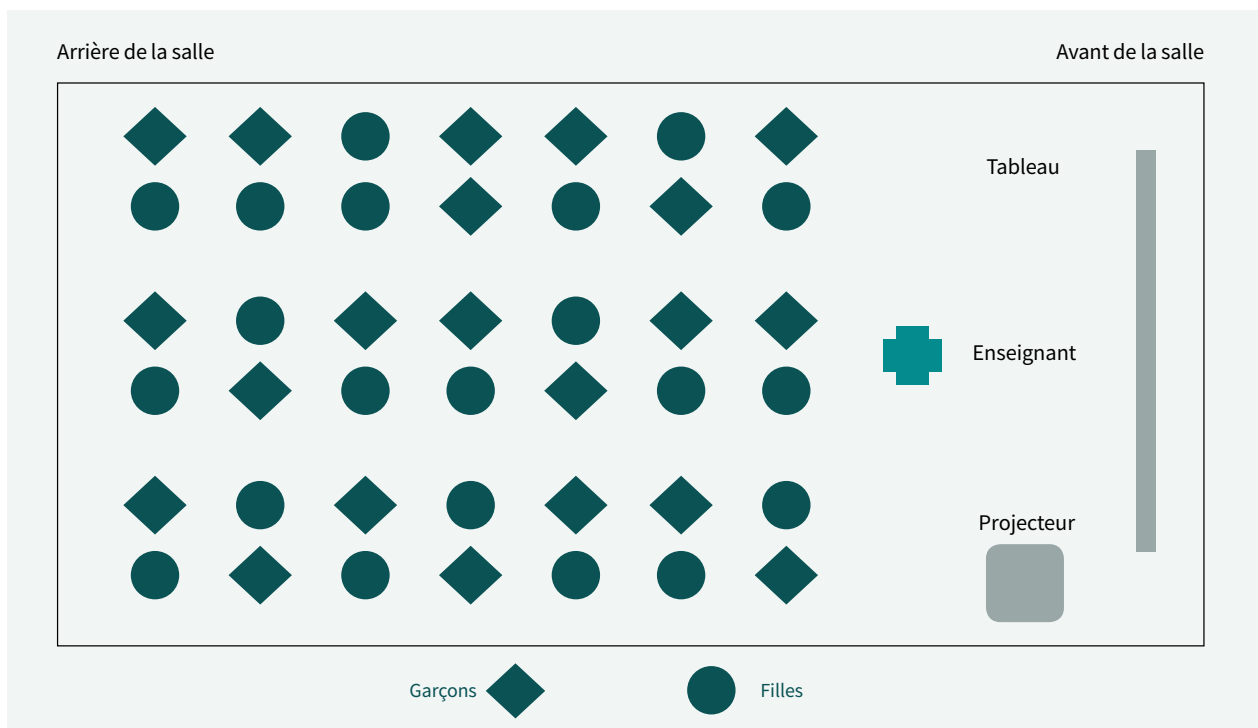 Arrière de la salle
Avant de la salle
Tableau
Enseignant
Projecteur
Garçons
Filles